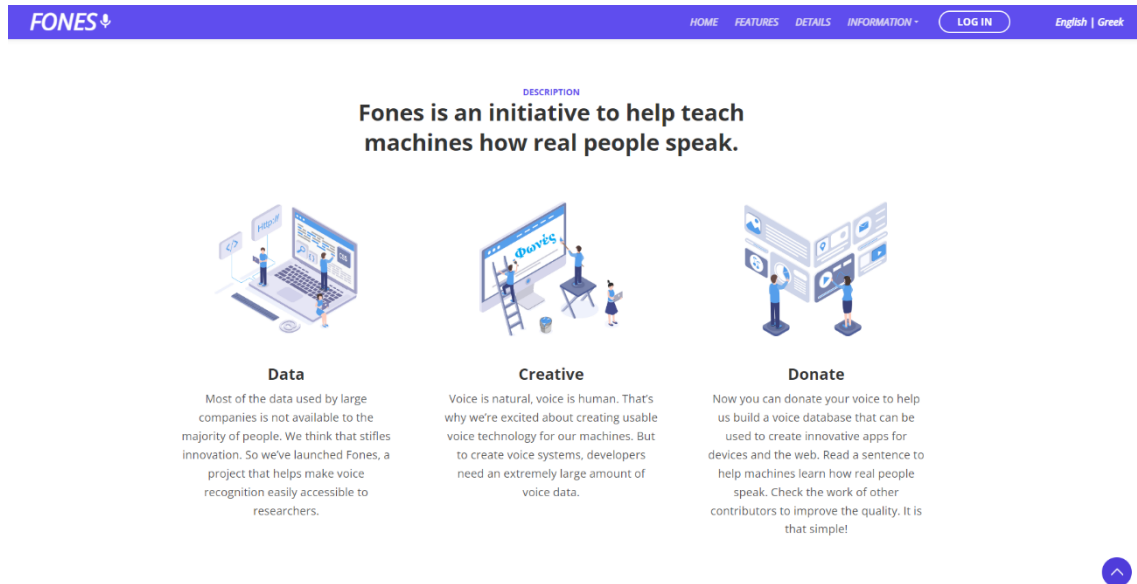 FONES
HOME FEATURES DETAILS INFORMATION LOG IN English | Greek
DESCRIPTION
Fones is an initiative to help teach
machines how real people speak.
Http://
</>
CSS
Φωνές
Data
Most of the data used by large
companies is not available to the
majority of people. We think that stifles
innovation. So we've launched Fones, a
project that helps make voice
recognition easily accessible to
researchers.
Creative
Voice is natural, voice is human. That's
why we're excited about creating usable
voice technology for our machines. But
to create voice systems, developers
need an extremely large amount of
voice data.
Donate
Now you can donate your voice to help
us build a voice database that can be
used to create innovative apps for
devices and the web. Read a sentence to
help machines learn how real people
speak. Check the work of other
contributors to improve the quality. It is
that simple!